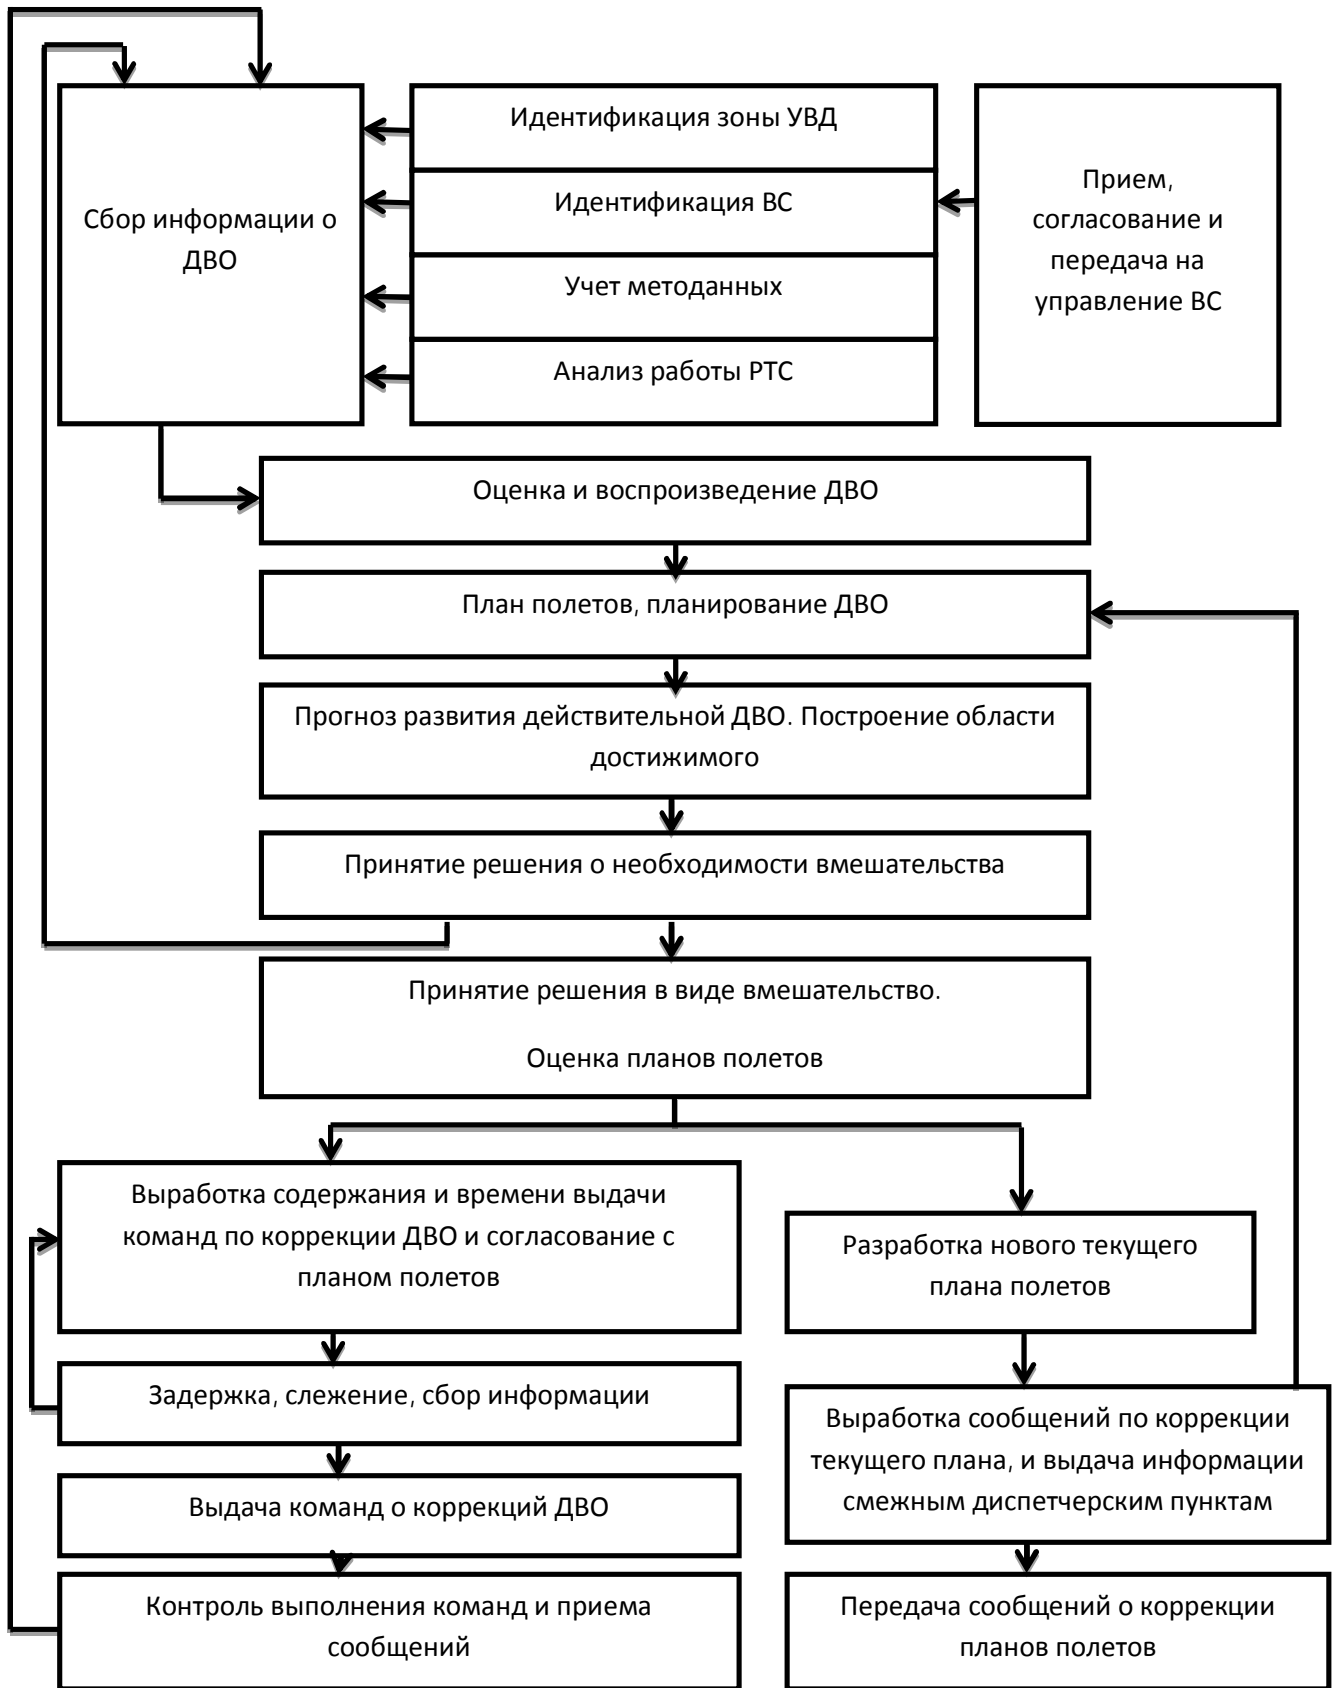 Сбор информации о
ДВО
Идентификация зоны УВД
Идентификация ВС
Учет методанных
Анализ работы РТС
Прием,
согласование и
передача на
управление ВС
Оценка и воспроизведение ДВО
План полетов, планирование ДВО
Прогноз развития действительной ДВО. Построение области
достижимого
Принятие решения о необходимости вмешательства
Принятие решения в виде вмешательство.
Оценка планов полетов
Выработка содержания и времени выдачи
команд по коррекции ДВО и согласование с
планом полетов
Задержка, слежение, сбор информации
Выдача команд о коррекций ДВО
Контроль выполнения команд и приема
сообщений
Разработка нового текущего
плана полетов
Выработка сообщений по коррекции
текущего плана, и выдача информации
смежным диспетчерским пунктам
Передача сообщений о коррекции
планов полетов